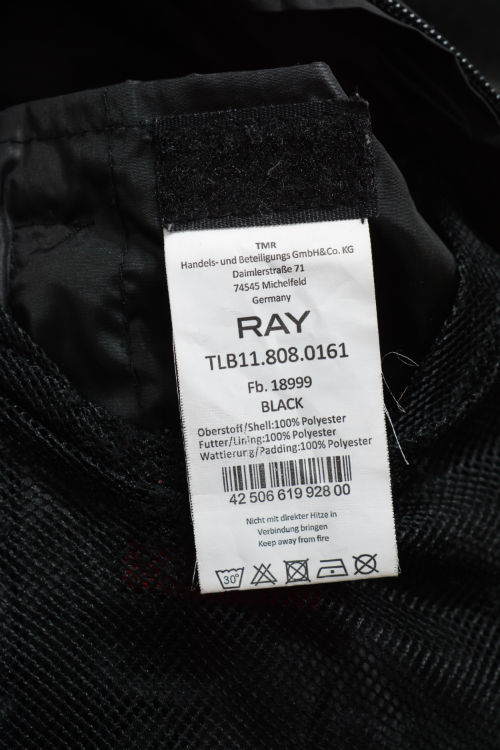 TMR
Handels- und Beteiligungs GmbH&Co. KG
Daimlerstraße 71
74545 Michelfeld
Germany
RAY
TLB11.808.0161
Fb. 18999
BLACK
Oberstoff/Shell:100% Polyester
Futter/Lining:100% Polyester
Wattierung/Padding:100% Polyester
42 506 619 928 00
Nicht mit direkter Hitze in
Verbindung bringen
Keep away from fire
30°